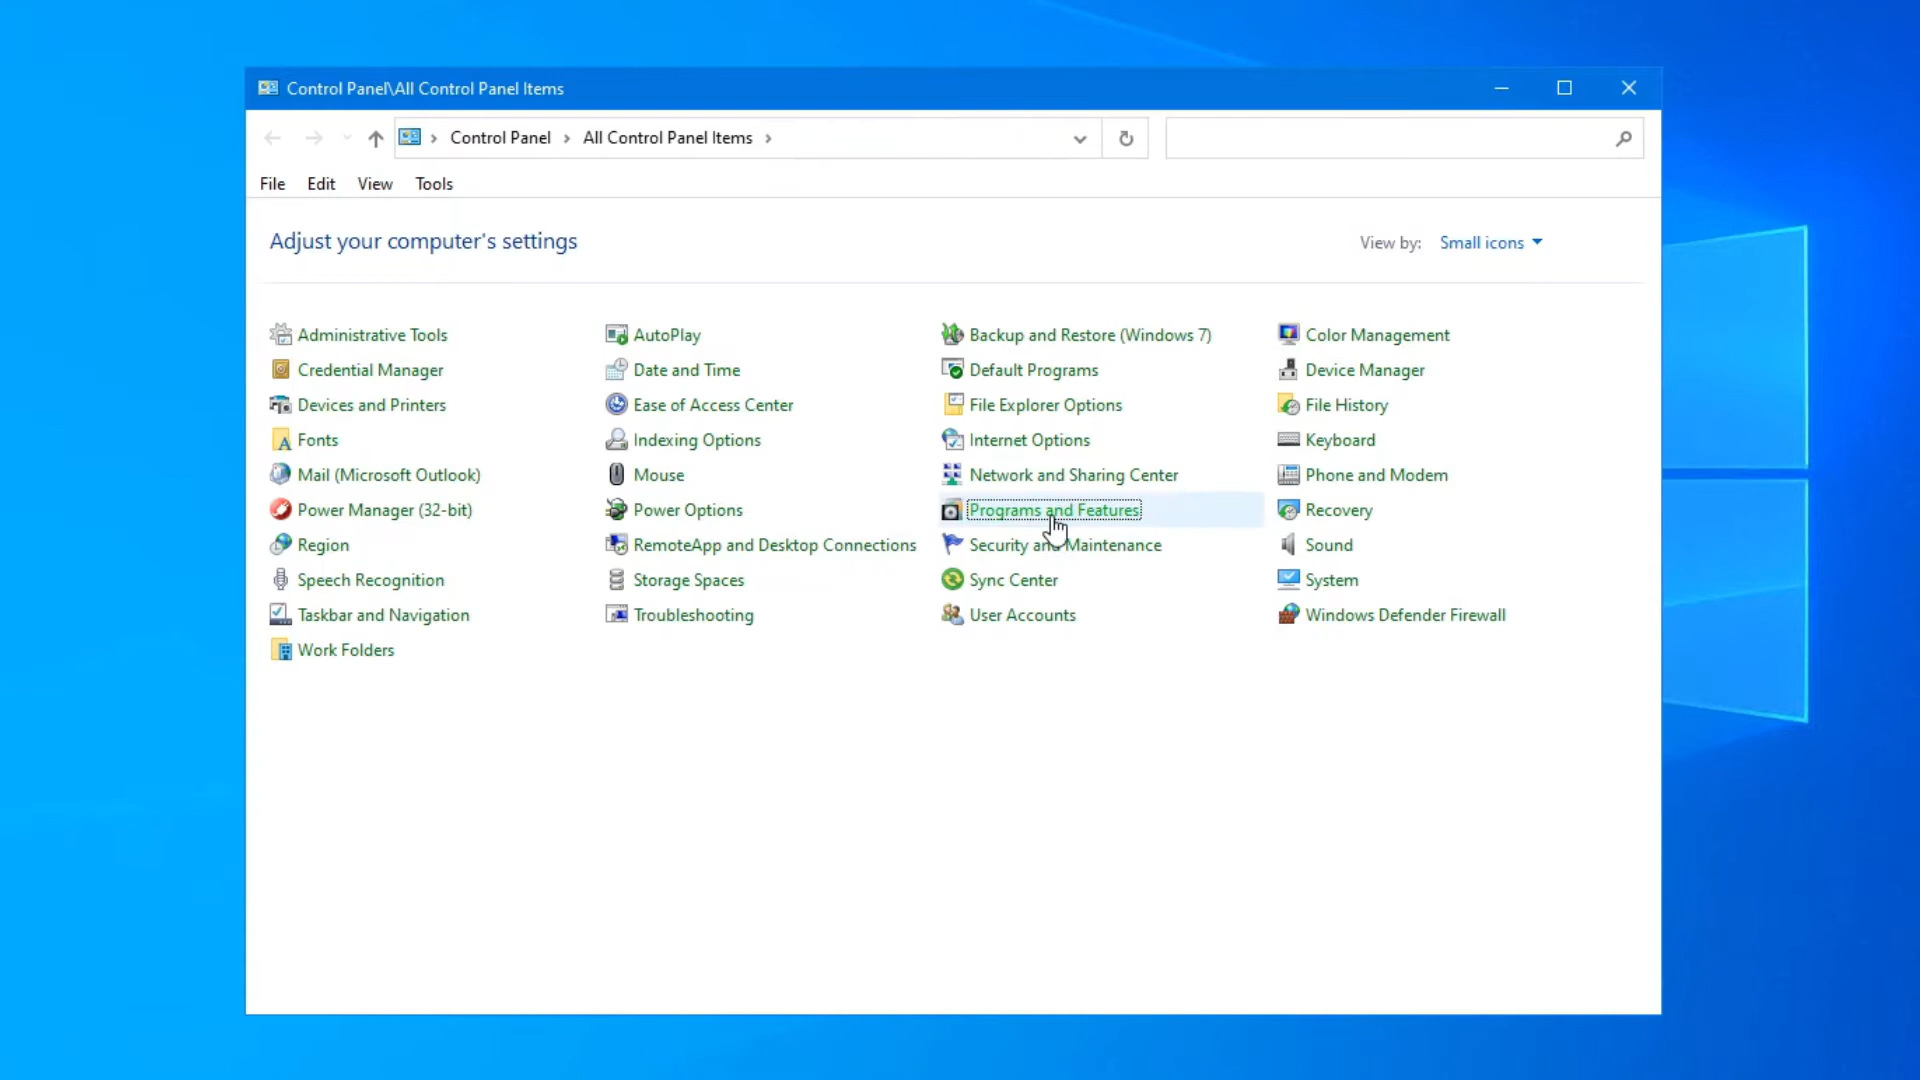 Control Panel\All Control Panel Items
Control Panel All Control Panel Items
File Edit View Tools
Adjust your computer's settings
View by: Small icons
Administrative Tools AutoPlay Backup and Restore (Windows 7) Color Management
Credential Manager Date and Time Default Programs Device Manager
Devices and Printers Ease of Access Center File Explorer Options File History
Fonts Indexing Options Internet Options Keyboard
Mail (Microsoft Outlook) Mouse Network and Sharing Center Phone and Modem
Power Manager (32-bit) Power Options Programs and Features Recovery
Region RemoteApp and Desktop Connections Security and Maintenance Sound
Speech Recognition Storage Spaces Sync Center System
Taskbar and Navigation Troubleshooting User Accounts Windows Defender Firewall
Work Folders